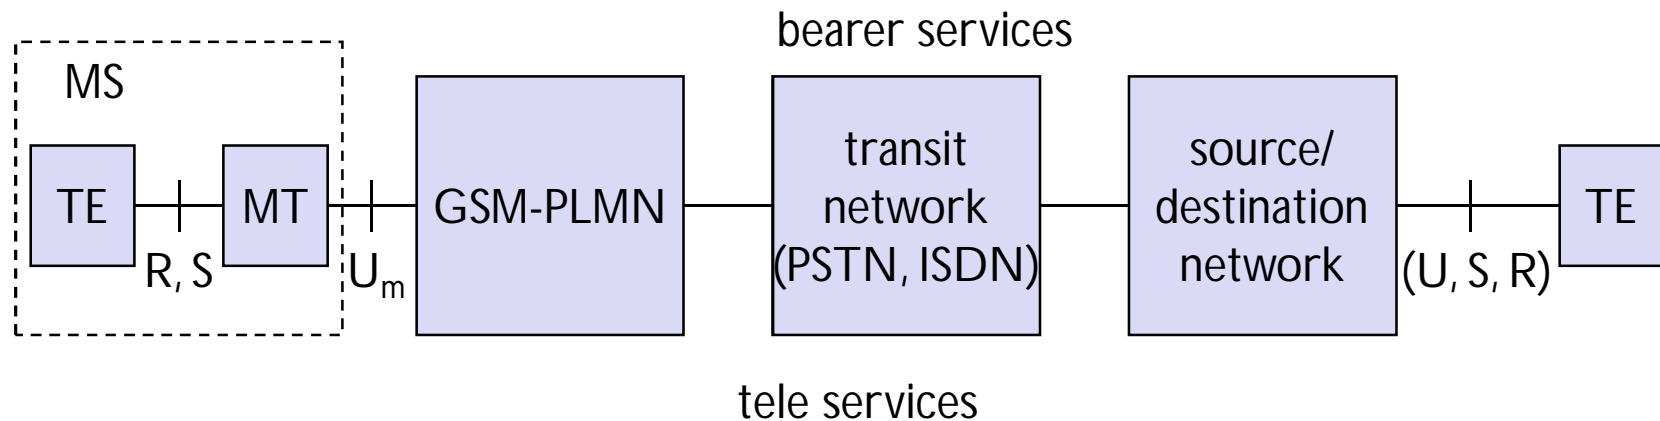 bearer services
MS
TE
R, S
MT
Um
GSM-PLMN
transit
network
(PSTN, ISDN)
source/
destination
network
(U, S, R)
TE
tele services